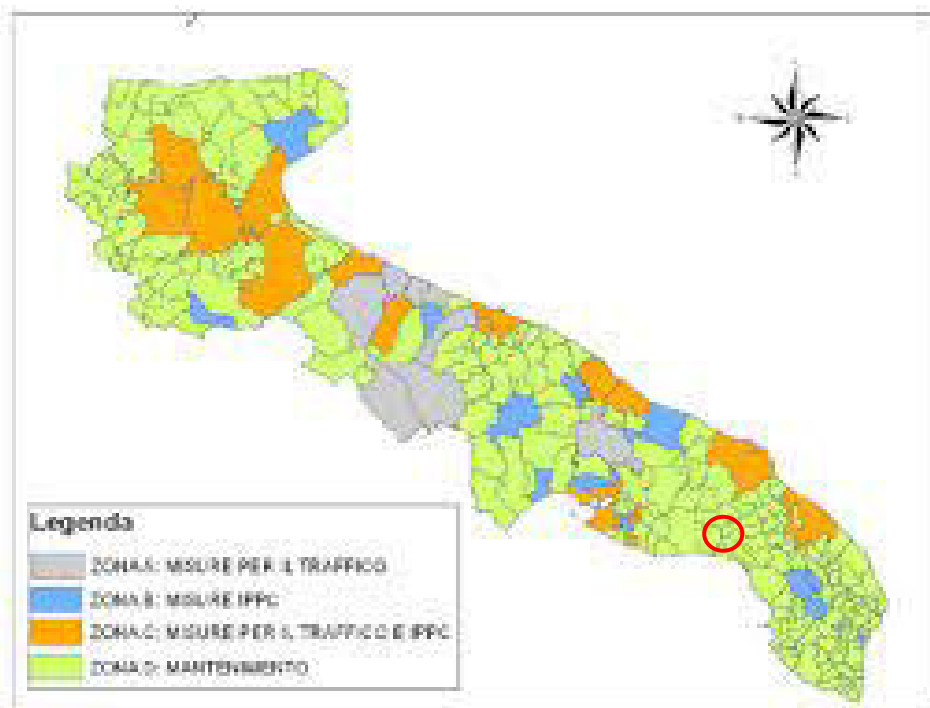 Legenda
ZONA A: MISURE PER IL TRAFFICO
ZONA B: MISURE IPPC
ZONA C: MISURE PER IL TRAFFICO E IPPC
ZONA D: MANTENIMENTO